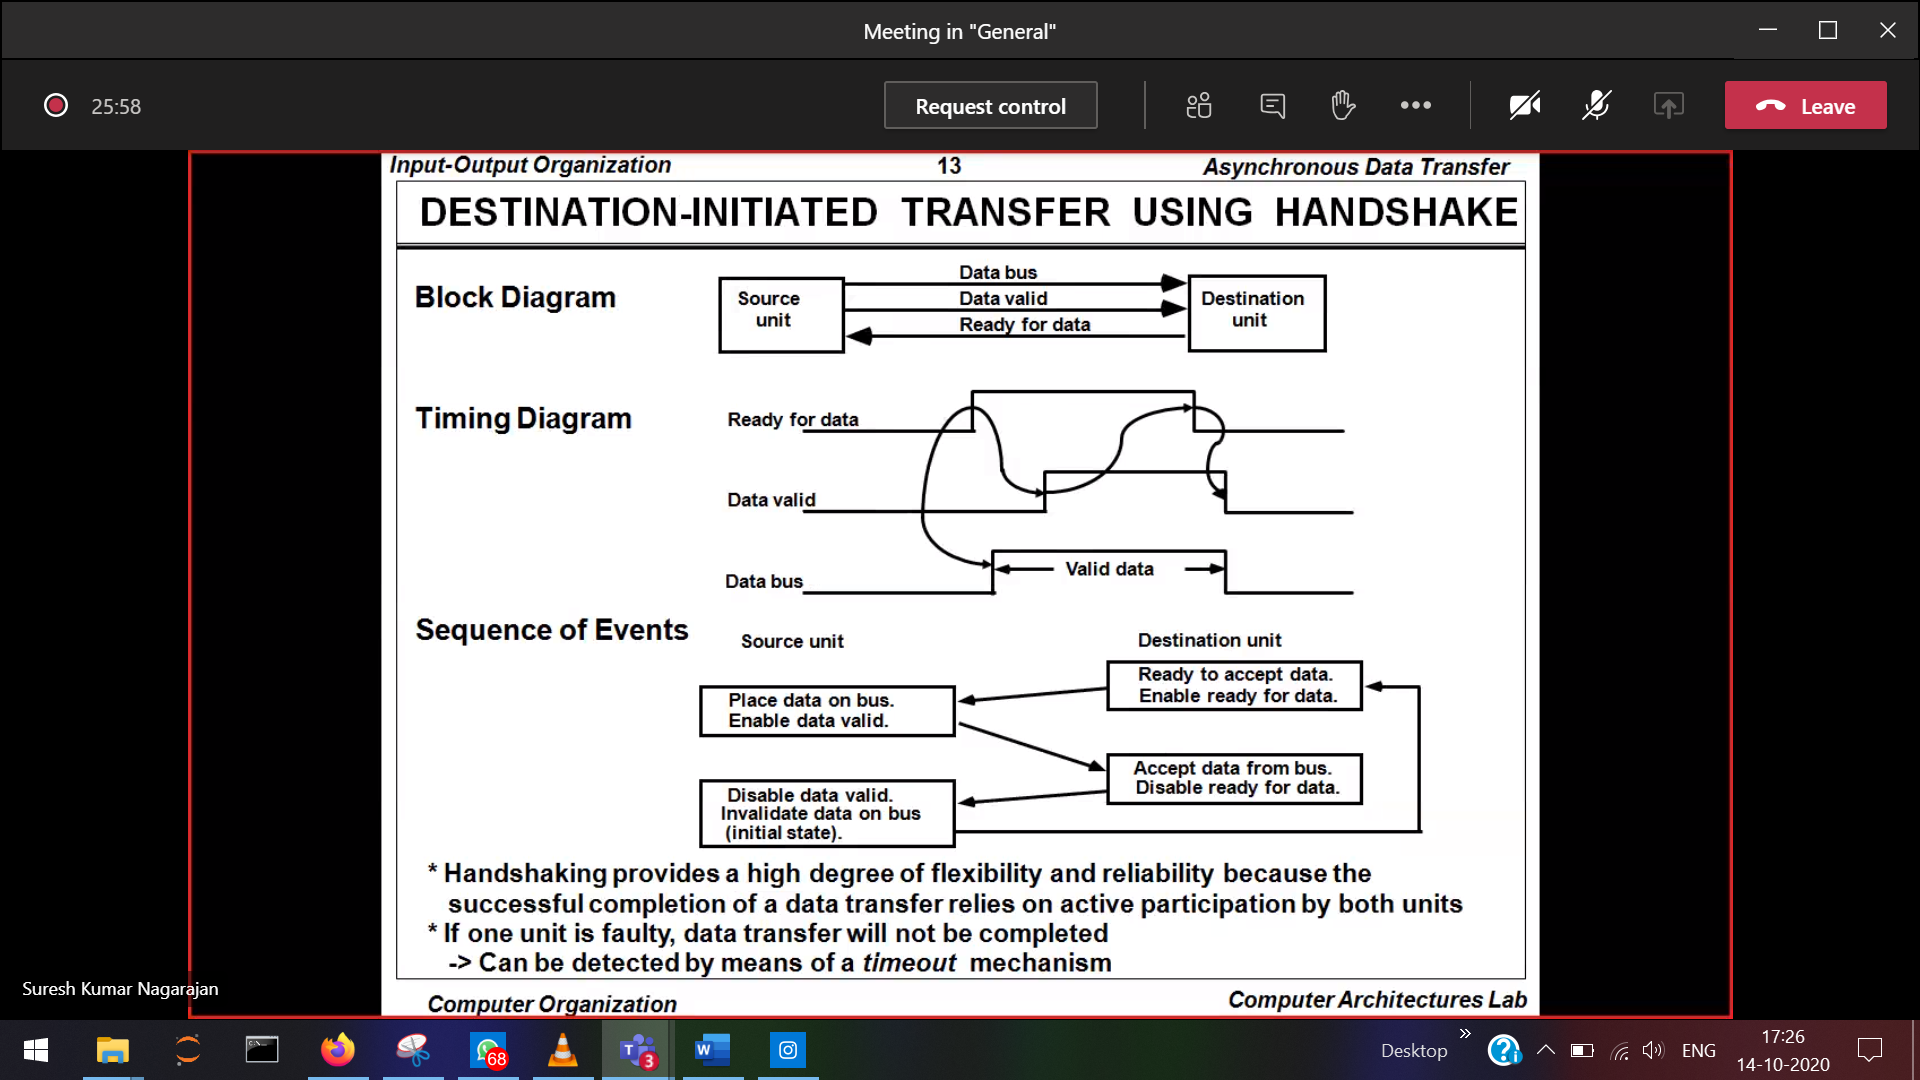 Meeting in "General"
25:58
Request control
Leave
Input-Output Organization
13
Asynchronous Data Transfer
DESTINATION-INITIATED TRANSFER USING HANDSHAKE
Block Diagram
Source
unit
Data bus
Data valid
Ready for data
Destination
unit
Timing Diagram
Ready for data
Data valid
Data bus
Valid data
Sequence of Events
Source unit
Destination unit
Ready to accept data.
Enable ready for data.
Place data on bus.
Enable data valid.
Accept data from bus.
Disable ready for data.
Disable data valid.
Invalidate data on bus
(initial state).
* Handshaking provides a high degree of flexibility and reliability because the
successful completion of a data transfer relies on active participation by both units
* If one unit is faulty, data transfer will not be completed
-> Can be detected by means of a timeout mechanism
Suresh Kumar Nagarajan
Computer Organization
Computer Architectures Lab
68
T
3
W
Desktop
ENG
17:26
14-10-2020